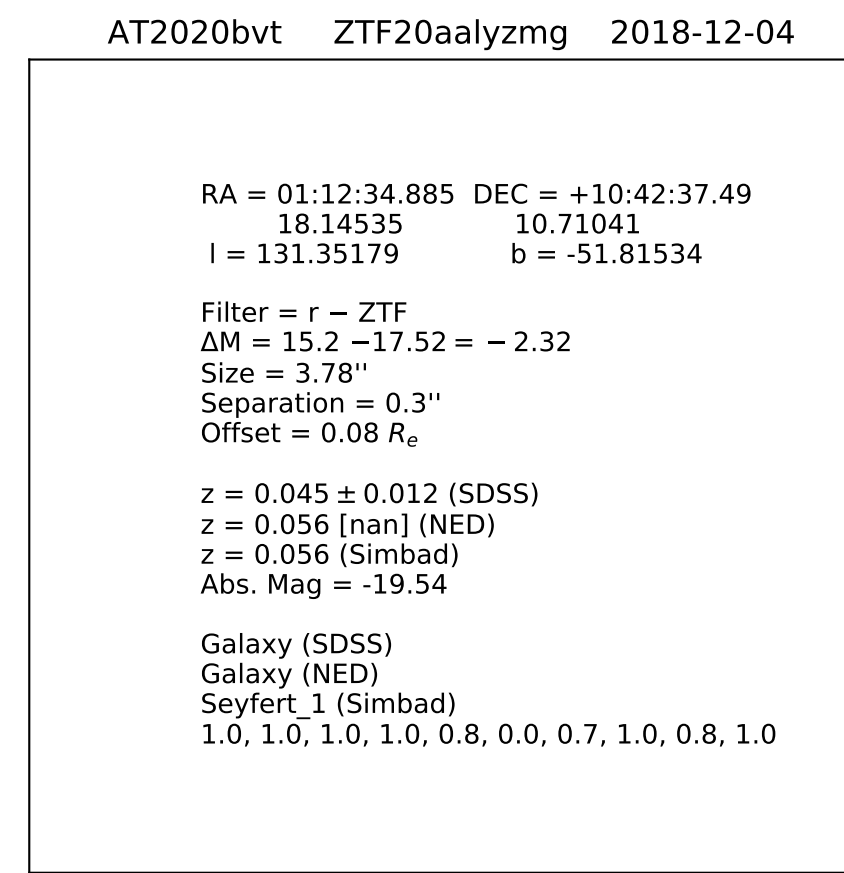 AT2020bvt ZTF20aalyzmg 2018-12-04
RA = 01:12:34.885 DEC = +10:42:37.49
18.14535 10.71041
l = 131.35179 b = -51.81534
Filter = r − ZTF
ΔM = 15.2 −17.52 = − 2.32
Size = 3.78''
Separation = 0.3''
Offset = 0.08 Re
z = 0.045 ± 0.012 (SDSS)
z = 0.056 [nan] (NED)
z = 0.056 (Simbad)
Abs. Mag = -19.54
Galaxy (SDSS)
Galaxy (NED)
Seyfert_1 (Simbad)
1.0, 1.0, 1.0, 1.0, 0.8, 0.0, 0.7, 1.0, 0.8, 1.0